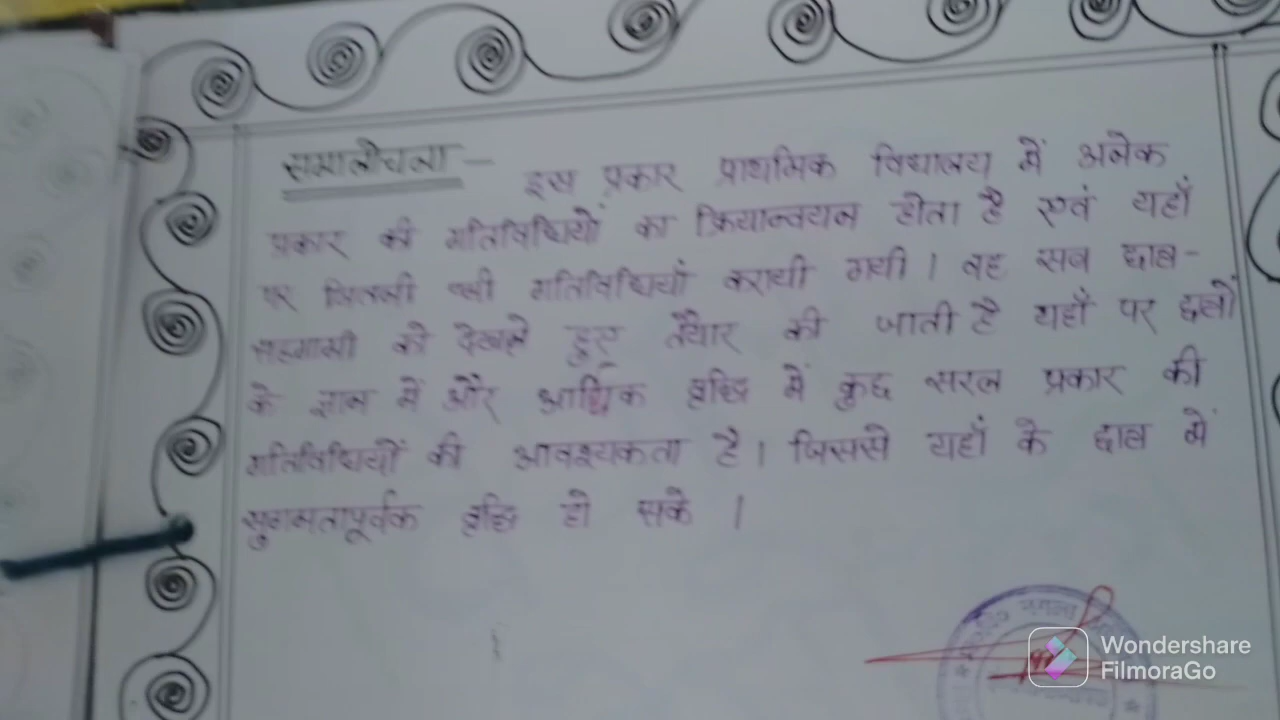 समालोचना - इस प्रकार प्राथमिक विद्यालय में अनेक
प्रकार की गतिविधियों का क्रियान्वयन होता है एवं यहाँ
पर जितनी भी गतिविधियां करायी गयी । वह सब छात्र-
सहगामी को देखते हुए तैयार की जाती है यहाँ पर छात्रों
के ज्ञान में और आर्थिक वृद्धि में कुछ सरल प्रकार की
गतिविधियों की आवश्यकता है । जिससे यहाँ के छात्र में
सुगमतापूर्वक वृद्धि हो सके ।
Wondershare
FilmoraGo